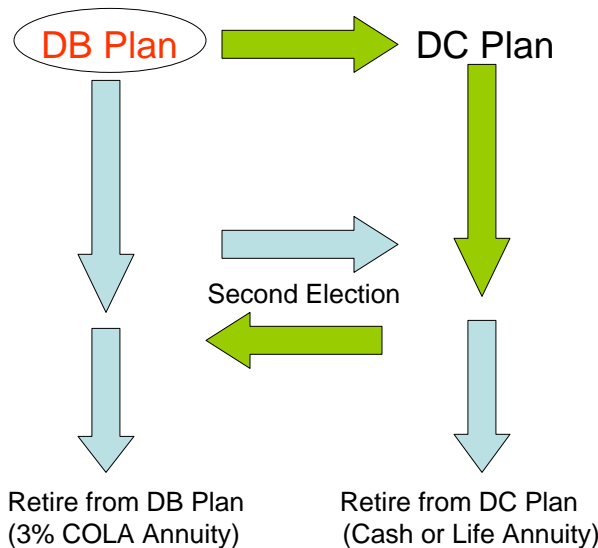 DB Plan
DC Plan
Second Election
Retire from DB Plan
(3% COLA Annuity)
Retire from DC Plan
(Cash or Life Annuity)